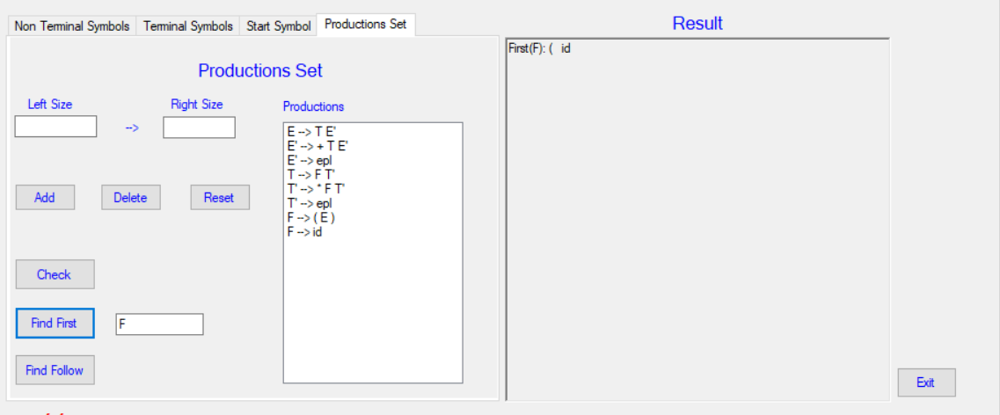 Non Terminal Symbols Terminal Symbols Start Symbol Productions Set
Result
First(F): ( id
Productions Set
Left Size Right Size Productions
-->
E --> T E'
E' --> + T E'
E' --> epl
T --> F T'
T' --> * F T'
T' --> epl
F --> ( E )
F --> id
Add Delete Reset
Check
Find First F
Find Follow
Exit